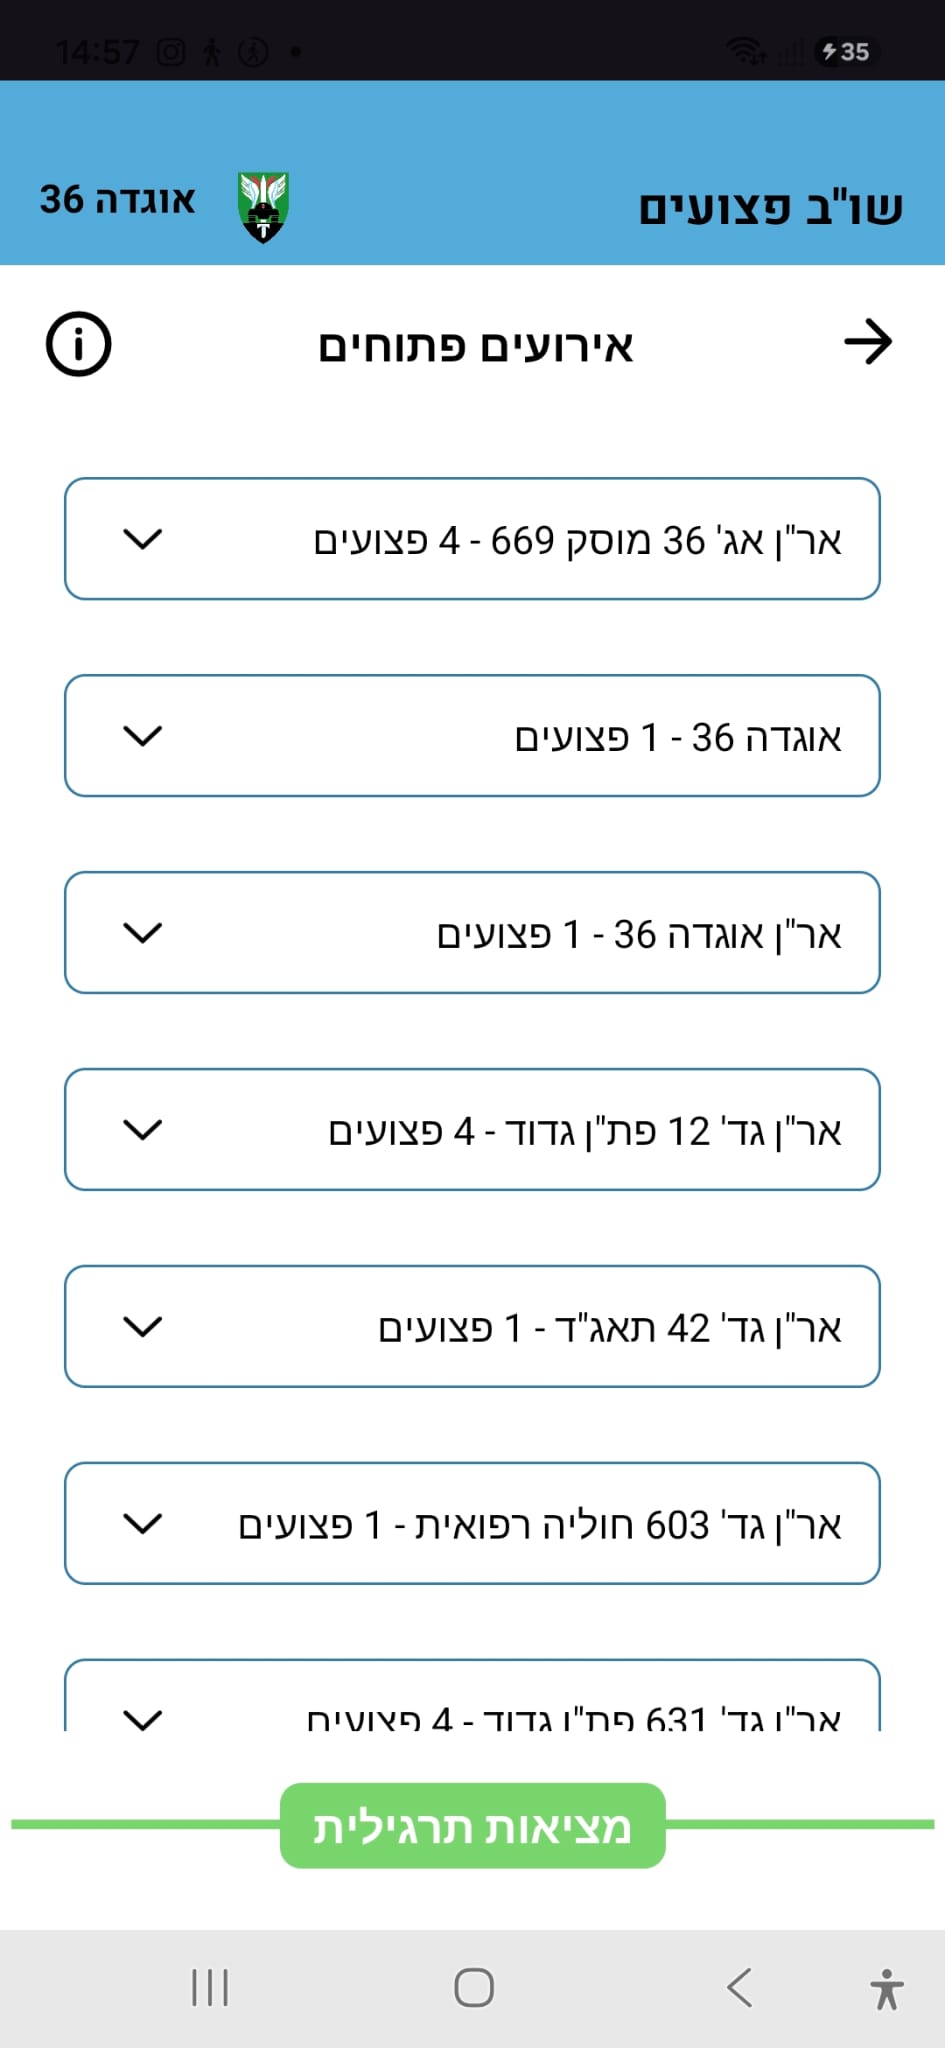 14:57
35
שו"ב פצועים
אוגדה 36
אירועים פתוחים
אר"ן אג' 36 מוסק 669 - 4 פצועים
אוגדה 36 - 1 פצועים
אר"ן אוגדה 36 - 1 פצועים
אר"ן גד' 12 פת"ן גדוד - 4 פצועים
אר"ן גד' 42 תאג"ד - 1 פצועים
אר"ן גד' 603 חוליה רפואית - 1 פצועים
אר"ן גד' 631 פת"ן גדוד - 4 פצועים
מציאות תרגילית